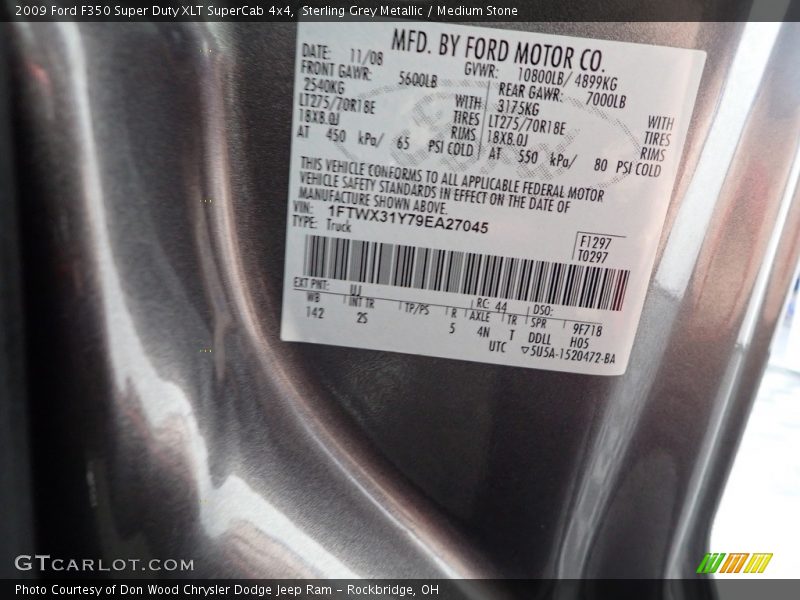 2009 Ford F350 Super Duty XLT SuperCab 4x4, Sterling Grey Metallic / Medium Stone
MFD. BY FORD MOTOR CO.
DATE: 11/08 GVWR: 10800LB/ 4899KG
FRONT GAWR: 5600LB REAR GAWR: 7000LB
2540KG WITH 3175KG WITH
LT275/70R18E TIRES LT275/70R18E TIRES
18X8.0J RIMS 18X8.0J RIMS
AT 450 kPa/ 65 PSI COLD AT 550 kPa/ 80 PSI COLD
THIS VEHICLE CONFORMS TO ALL APPLICABLE FEDERAL MOTOR
VEHICLE SAFETY STANDARDS IN EFFECT ON THE DATE OF
MANUFACTURE SHOWN ABOVE.
VIN: 1FTWX31Y79EA27045
TYPE: Truck
F1297
T0297
EXT PNT: UJ RC: 44 DSO:
WB INT TR TP/PS R AXLE TR SPR 9F718
142 2S 5 4N T DDLL H05
UTC ▽5U5A-1520472-BA
GTCARLOT.COM
Photo Courtesy of Don Wood Chrysler Dodge Jeep Ram – Rockbridge, OH